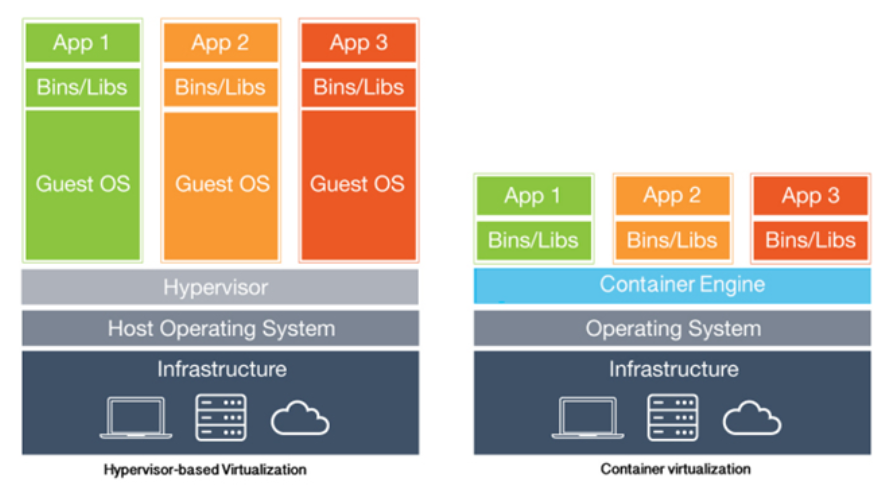 App 1
App 2
App 3
Bins/Libs
Bins/Libs
Bins/Libs
Guest OS
Guest OS
Guest OS
Hypervisor
Host Operating System
Infrastructure
Hypervisor-based Virtualization
App 1
App 2
App 3
Bins/Libs
Bins/Libs
Bins/Libs
Container Engine
Operating System
Infrastructure
Container virtualization